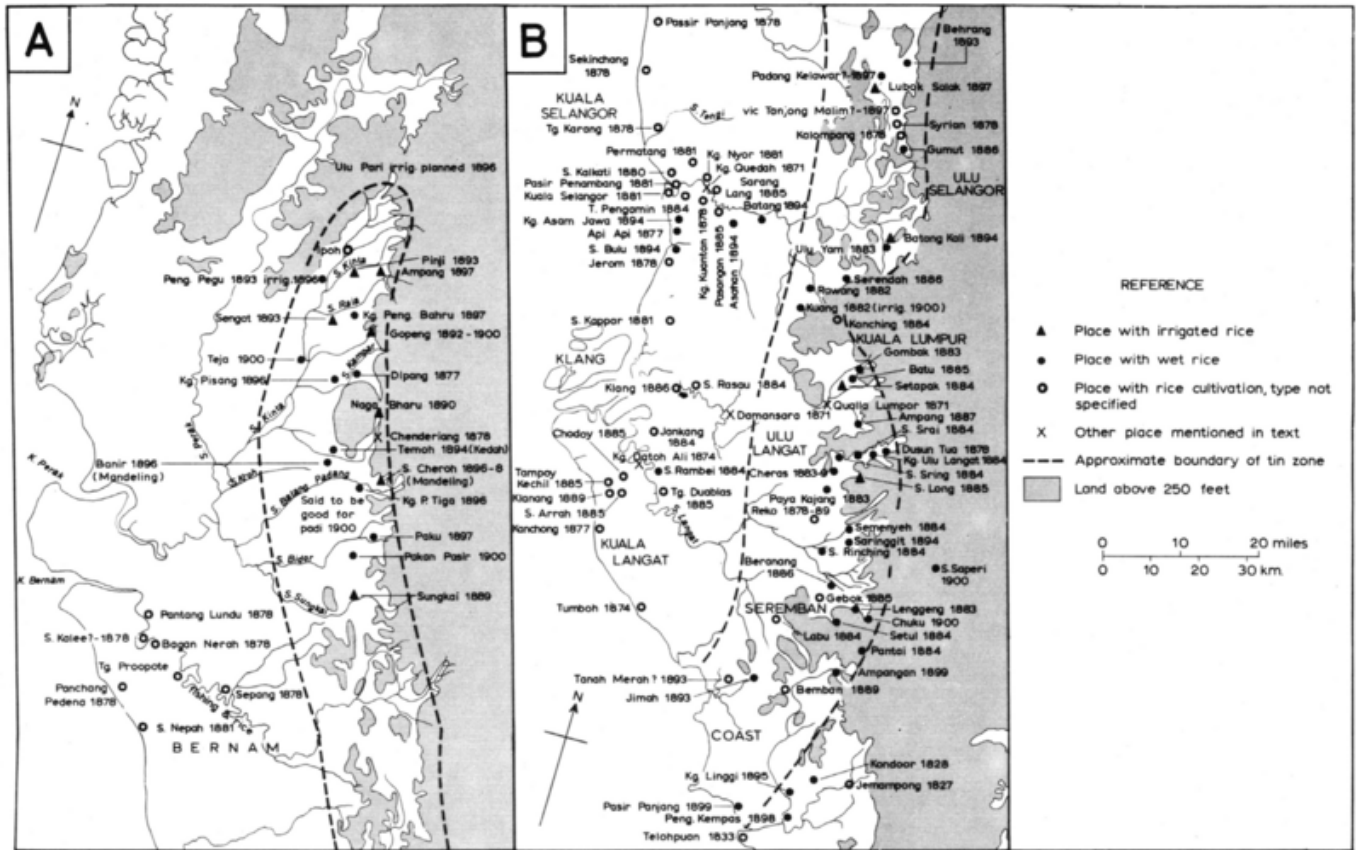 A
N
Ulu Pari irrig. planned 1896
Ipoh
Peng. Pegu 1893 irrig. 1896
S. Kinta
Pinji 1893
Ampang 1897
S. Raia
Sengat 1893
Kg. Peng. Bahru 1897
Gopeng 1892-1900
Teja 1900
S. Kampar
Kg. Pisang 1896
Dipang 1877
Naga Bharu 1890
S. Kinta
S. Perak
Chenderiang 1878
Temoh 1894 (Kedah)
K. Perak
Banir 1896
(Mandeling)
S. Cheroh 1896-8
(Mandeling)
S. Batang Padang
Said to be
good for
padi 1900
Kg. P. Tiga 1896
Paku 1897
S. Bidor
Pakan Pasir 1900
K. Bernam
S. Sungkai
Sungkai 1889
Pantang Lundu 1878
S. Kalee?-1878
Bagan Nerah 1878
Tg. Proopote
Panchang
Pedena 1878
Sepang 1878
fishing & rice
S. Nepah 1881
BERNAM
B
Passir Panjang 1878
Behrang
1893
Sekinchang
1878
Padang Kelawar?-1897
Lubok Salak 1897
KUALA
SELANGOR
S. Tengi
vic Tanjong Malim?-1897
Syrian 1878
Tg. Karang 1878
Kalompang 1878
Gumut 1886
Permatang 1881
Kg. Nyor 1881
Kg. Quedah 1871
ULU
SELANGOR
S. Kalkati 1880
Sarang
Lang 1885
Pasir Penambang 1881
Kuala Selangor 1881
T. Pengamin 1884
Batang 1894
Kg. Asam Jawa 1894
Api Api 1877
S. Bulu 1894
Jerom 1878
Kg. Kuantan 1878
Pasangan 1885
Asahan 1894
Ulu Yam 1883
Batang Kali 1894
Serendah 1886
Rawang 1882
Kuang 1882 (irrig. 1900)
S. Kappar 1881
Kanching 1884
KUALA LUMPUR
KLANG
Gombak 1883
Batu 1885
Klang 1886
S. Rasau 1884
Setapak 1884
Damansara 1871
Qualla Lumpor 1871
Ampang 1887
Choday 1885
Jankang
1884
ULU
LANGAT
S. Srai 1884
Kg. Datoh Ali 1874
Dusun Tua 1878
Kg. Ulu Langat 1884
Tampoy
Kechil 1885
S. Rambei 1884
Cheras 1883
S. Sring 1884
Klanang 1889
Tg. Duablas
1885
Paya Kajang 1883
S. Long 1885
S. Arrah 1885
S. Langat
Reko 1878-89
Kanchong 1877
KUALA
LANGAT
Semenyeh 1884
Saringgit 1894
S. Rinching 1884
Beranang
1886
S. Saperi
1900
Tumboh 1874
Gebok 1885
SEREMBAN
Lenggeng 1883
Chuku 1900
Labu 1884
Setul 1884
Pantai 1884
Tanah Merah? 1893
Ampangan 1899
Jimah 1893
Bemban 1889
N
COAST
Kondoor 1828
Kg. Linggi 1895
Jemampong 1827
Pasir Panjang 1899
Peng. Kempas 1898
Telohpuon 1833
REFERENCE
Place with irrigated rice
Place with wet rice
Place with rice cultivation, type not
specified
X Other place mentioned in text
Approximate boundary of tin zone
Land above 250 feet
0 10 20 miles
0 10 20 30 km.